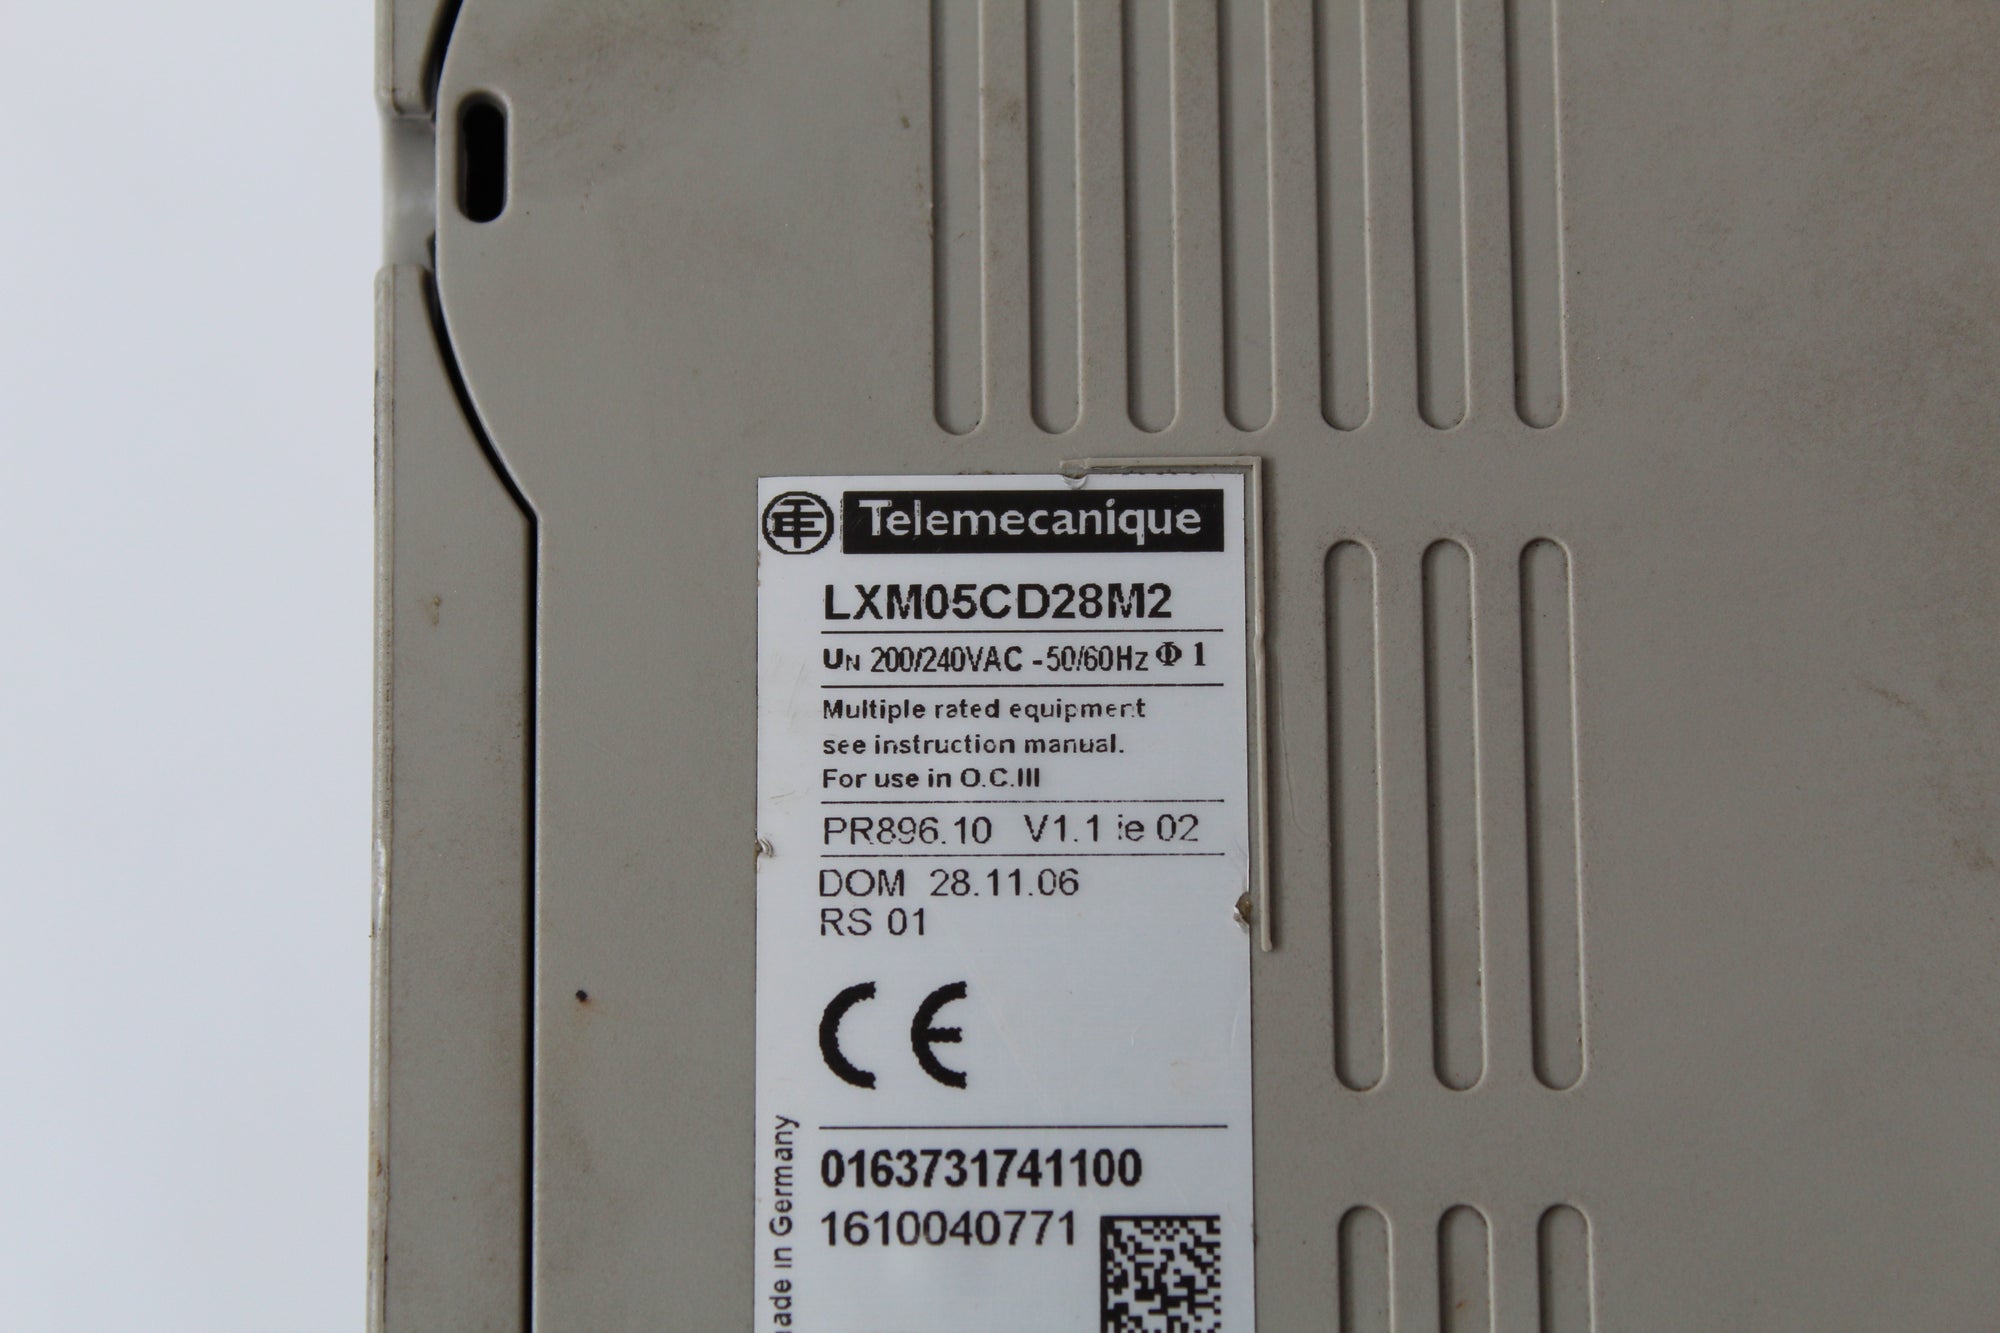 Telemecanique
LXM05CD28M2
UN 200/240VAC - 50/60Hz Φ 1
Multiple rated equipment
see instruction manual.
For use in O.C.III
PR896.10 V1.1 ie 02
DOM 28.11.06
RS 01
CE
0163731741100
1610040771
made in Germany